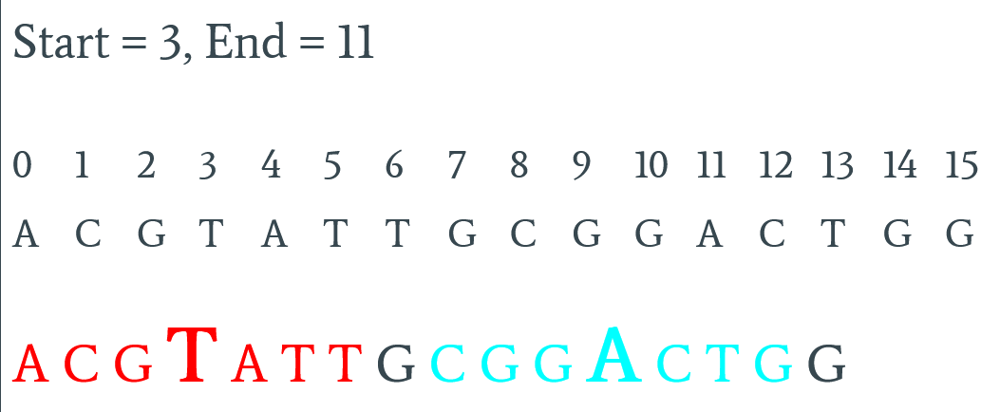 Start = 3, End = 11
0 1 2 3 4 5 6 7 8 9 10 11 12 13 14 15
A C G T A T T G C G G A C T G G
A C G T A T T G C G G A C T G G